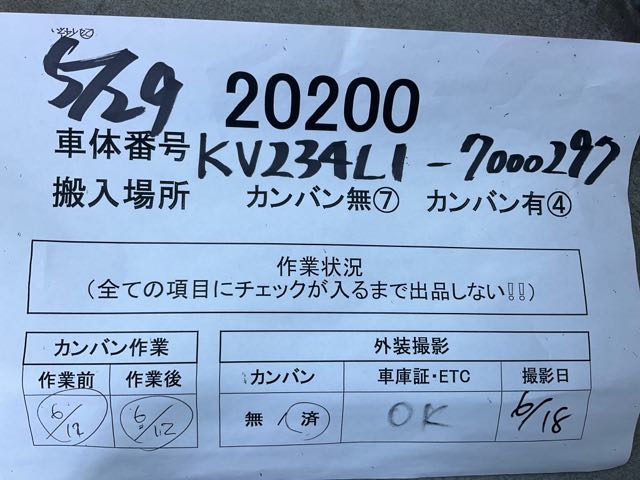 5/29
20200
車体番号 KV234L1-7000297
搬入場所 カンバン無⑦ カンバン有④
作業状況
(全ての項目にチェックが入るまで出品しない!!)
カンバン作業
作業前 作業後
6/12 6/12
外装撮影
カンバン 車庫証・ETC 撮影日
無/済 OK 6/18